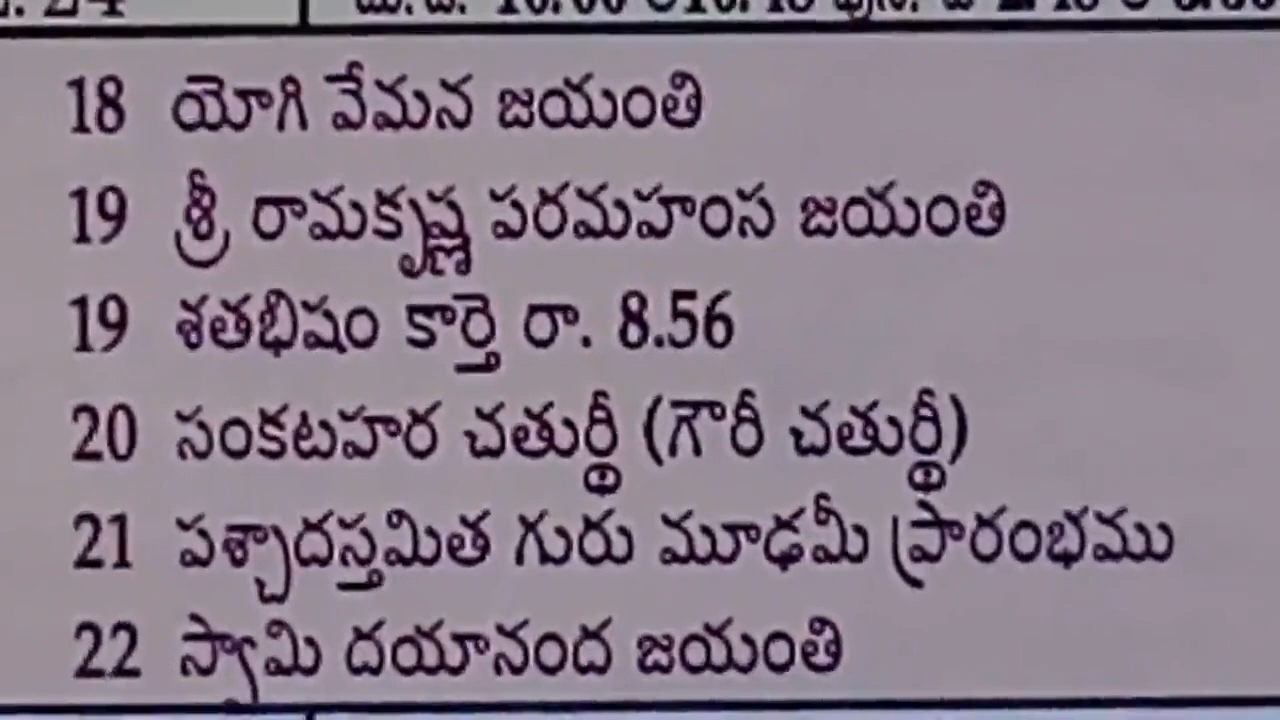 18 యోగి వేమన జయంతి
19 శ్రీ రామకృష్ణ పరమహంస జయంతి
19 శతభిషం కార్తె రా. 8.56
20 సంకటహర చతుర్థీ (గౌరీ చతుర్థీ)
21 పశ్చాదస్తమిత గురు మూఢమీ ప్రారంభము
22 స్వామి దయానంద జయంతి